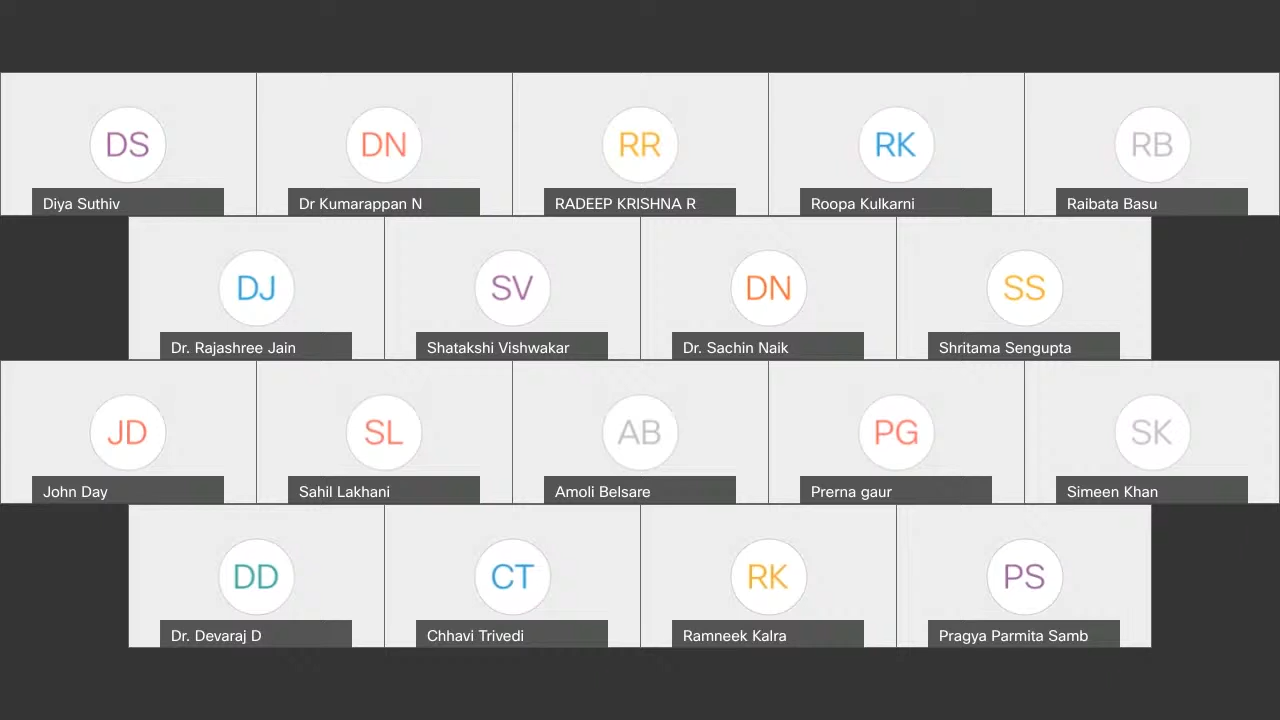 DS
Diya Suthiv
DN
Dr Kumarappan N
RR
RADEEP KRISHNA R
RK
Roopa Kulkarni
RB
Raibata Basu
DJ
Dr. Rajashree Jain
SV
Shatakshi Vishwakar
DN
Dr. Sachin Naik
SS
Shritama Sengupta
JD
John Day
SL
Sahil Lakhani
AB
Amoli Belsare
PG
Prerna gaur
SK
Simeen Khan
DD
Dr. Devaraj D
CT
Chhavi Trivedi
RK
Ramneek Kalra
PS
Pragya Parmita Samb